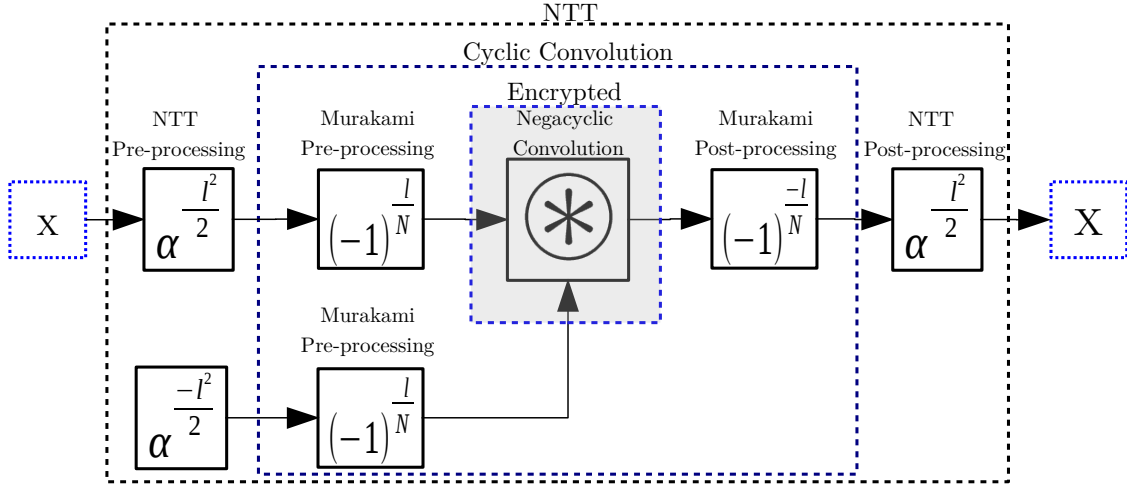 NTT
Cyclic Convolution
Encrypted
NTT
Pre-processing
Murakami
Pre-processing
Negacyclic
Convolution
Murakami
Post-processing
NTT
Post-processing
x
α^(l²/2)
(−1)^(l/N)
(−1)^(−l/N)
α^(l²/2)
X
Murakami
Pre-processing
α^(−l²/2)
(−1)^(l/N)